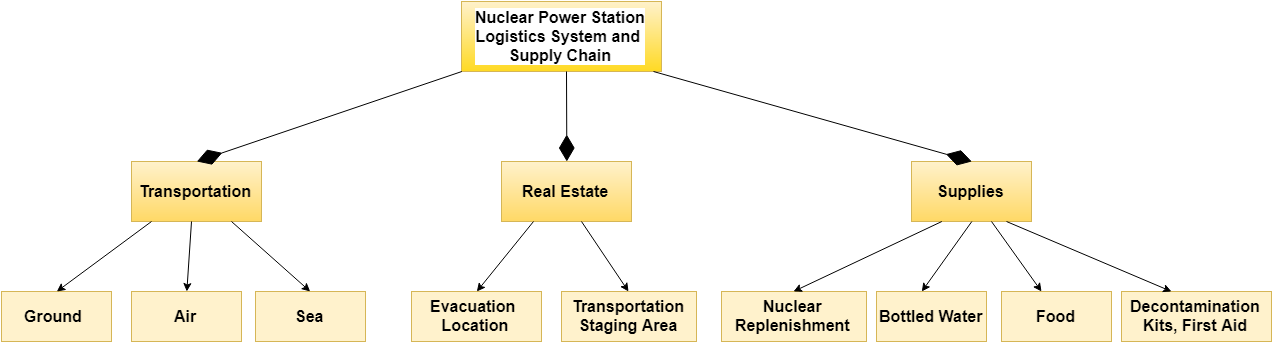 Nuclear Power Station
Logistics System and
Supply Chain
Transportation
Real Estate
Supplies
Ground
Air
Sea
Evacuation
Location
Transportation
Staging Area
Nuclear
Replenishment
Bottled Water
Food
Decontamination
Kits, First Aid